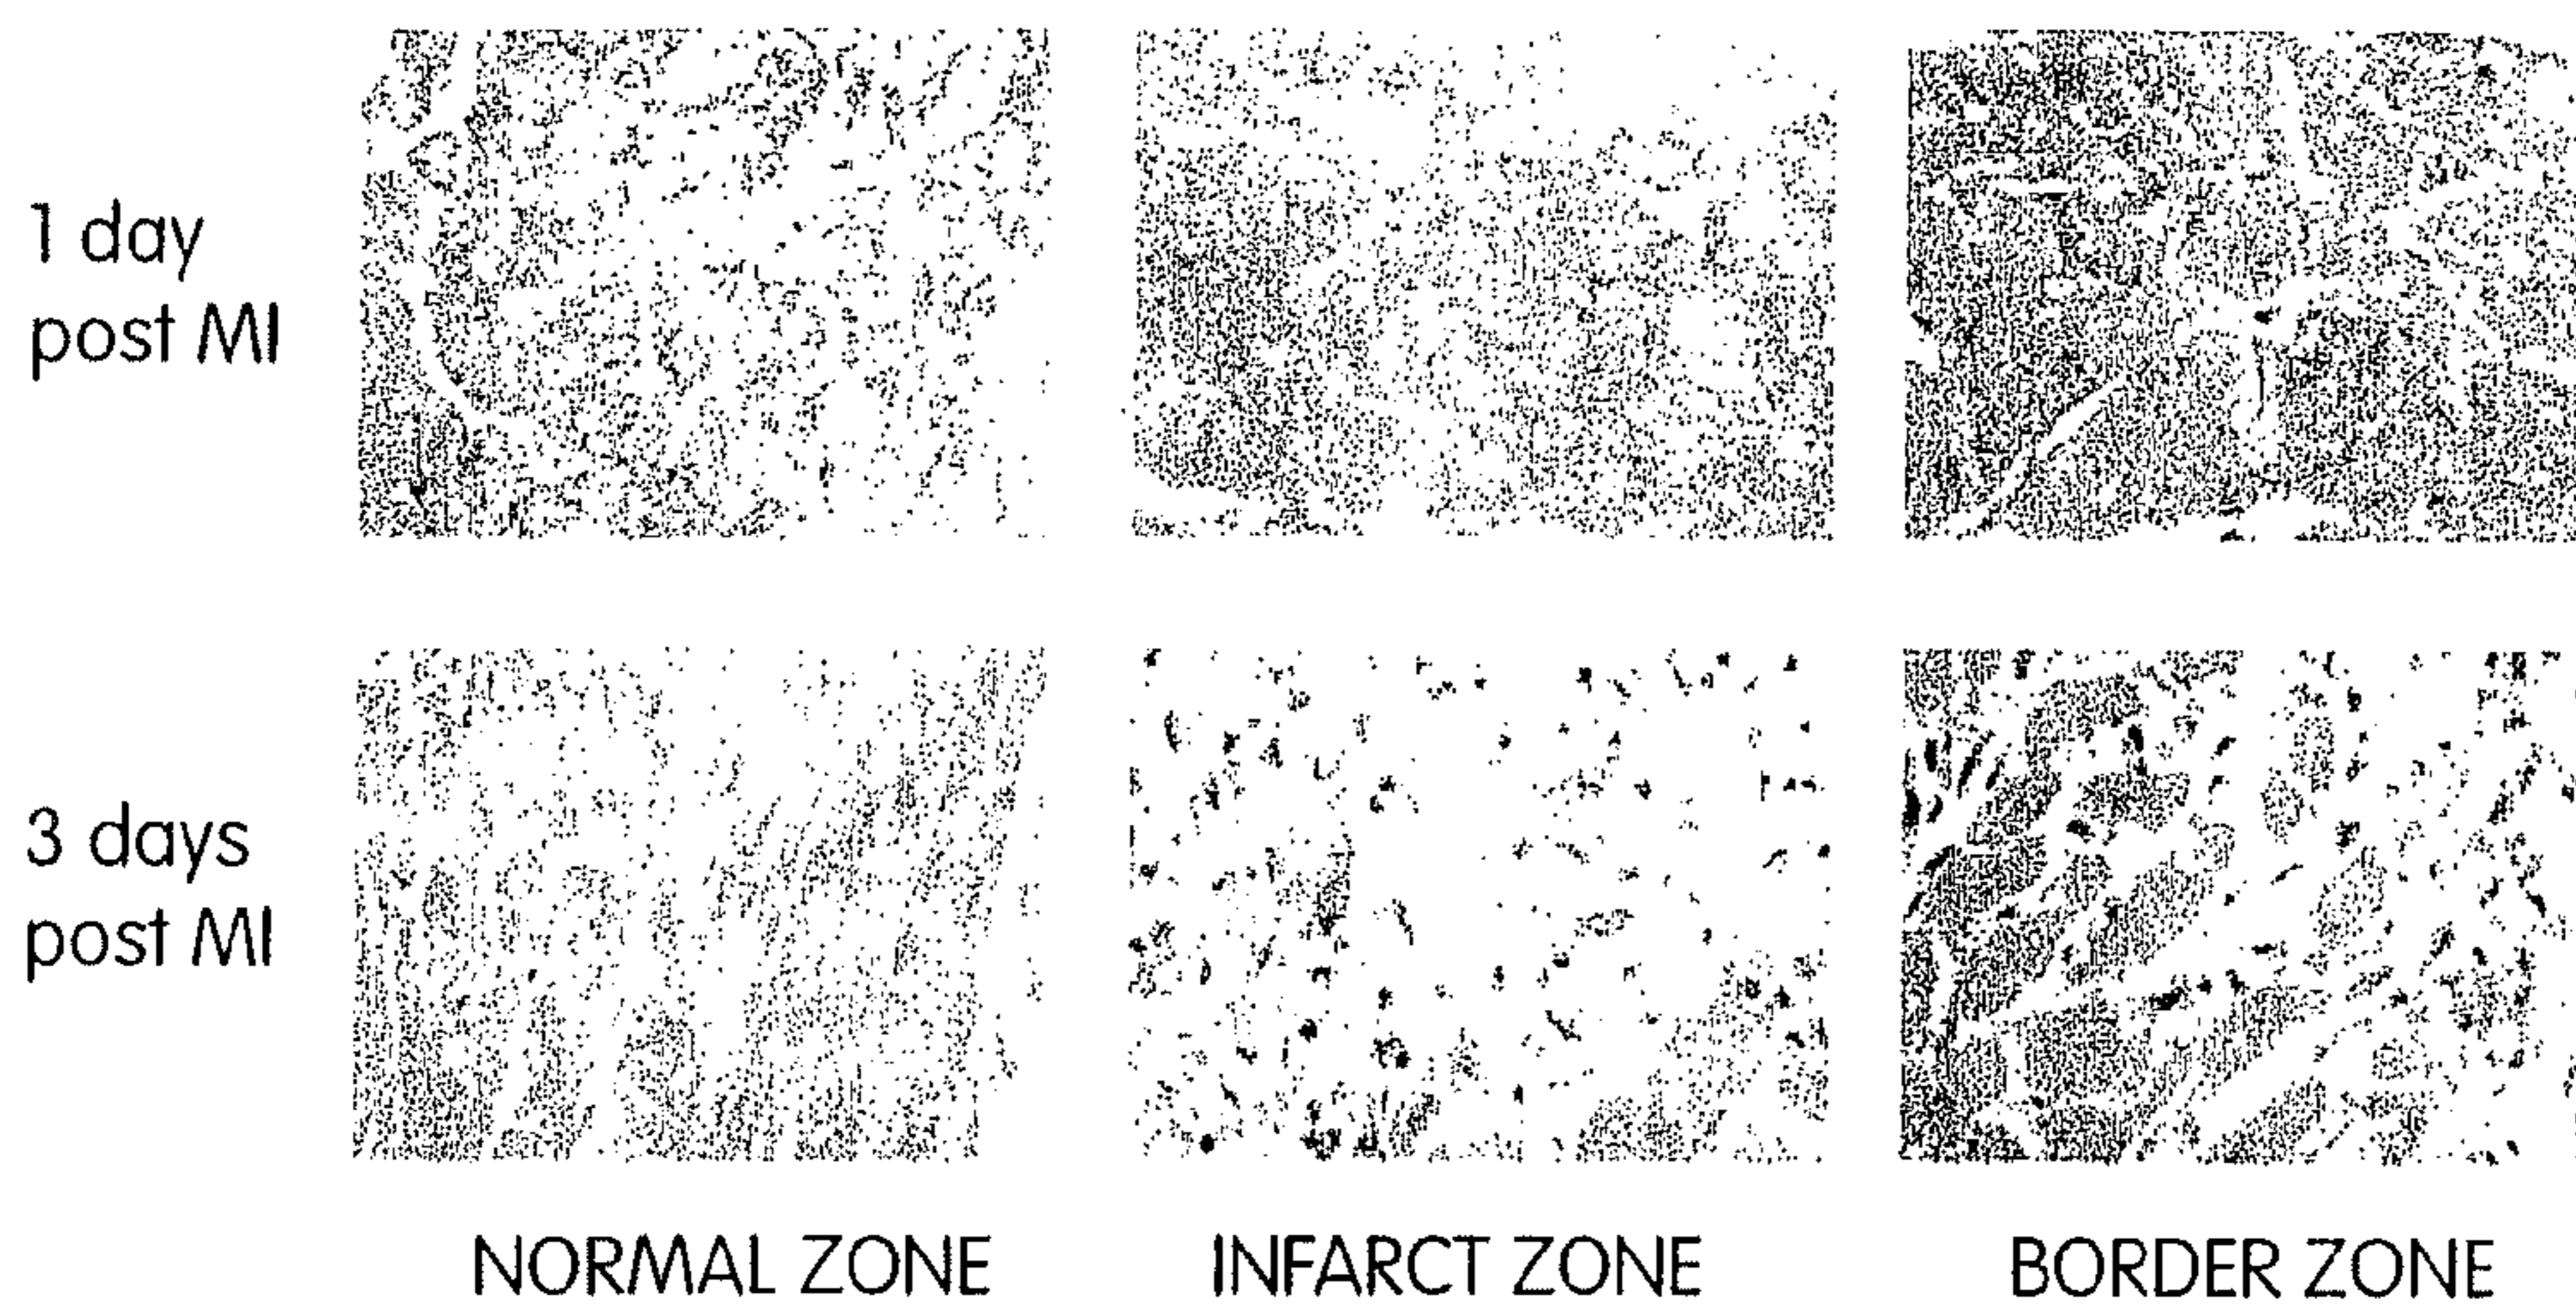 1 day
post MI
3 days
post MI
NORMAL ZONE
INFARCT ZONE
BORDER ZONE